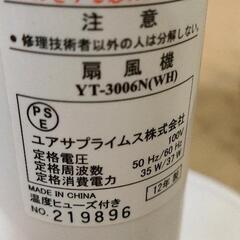 注意
●修理技術者以外の人は分解しない
扇風機
YT-3006N(WH)
PS
E
ユアサプライムス株式会社
定格電圧 100V
定格周波数 50 Hz/60 Hz
定格消費電力 35 W/37 W
MADE IN CHINA
12年製
温度ヒューズ付き
NO. 219896